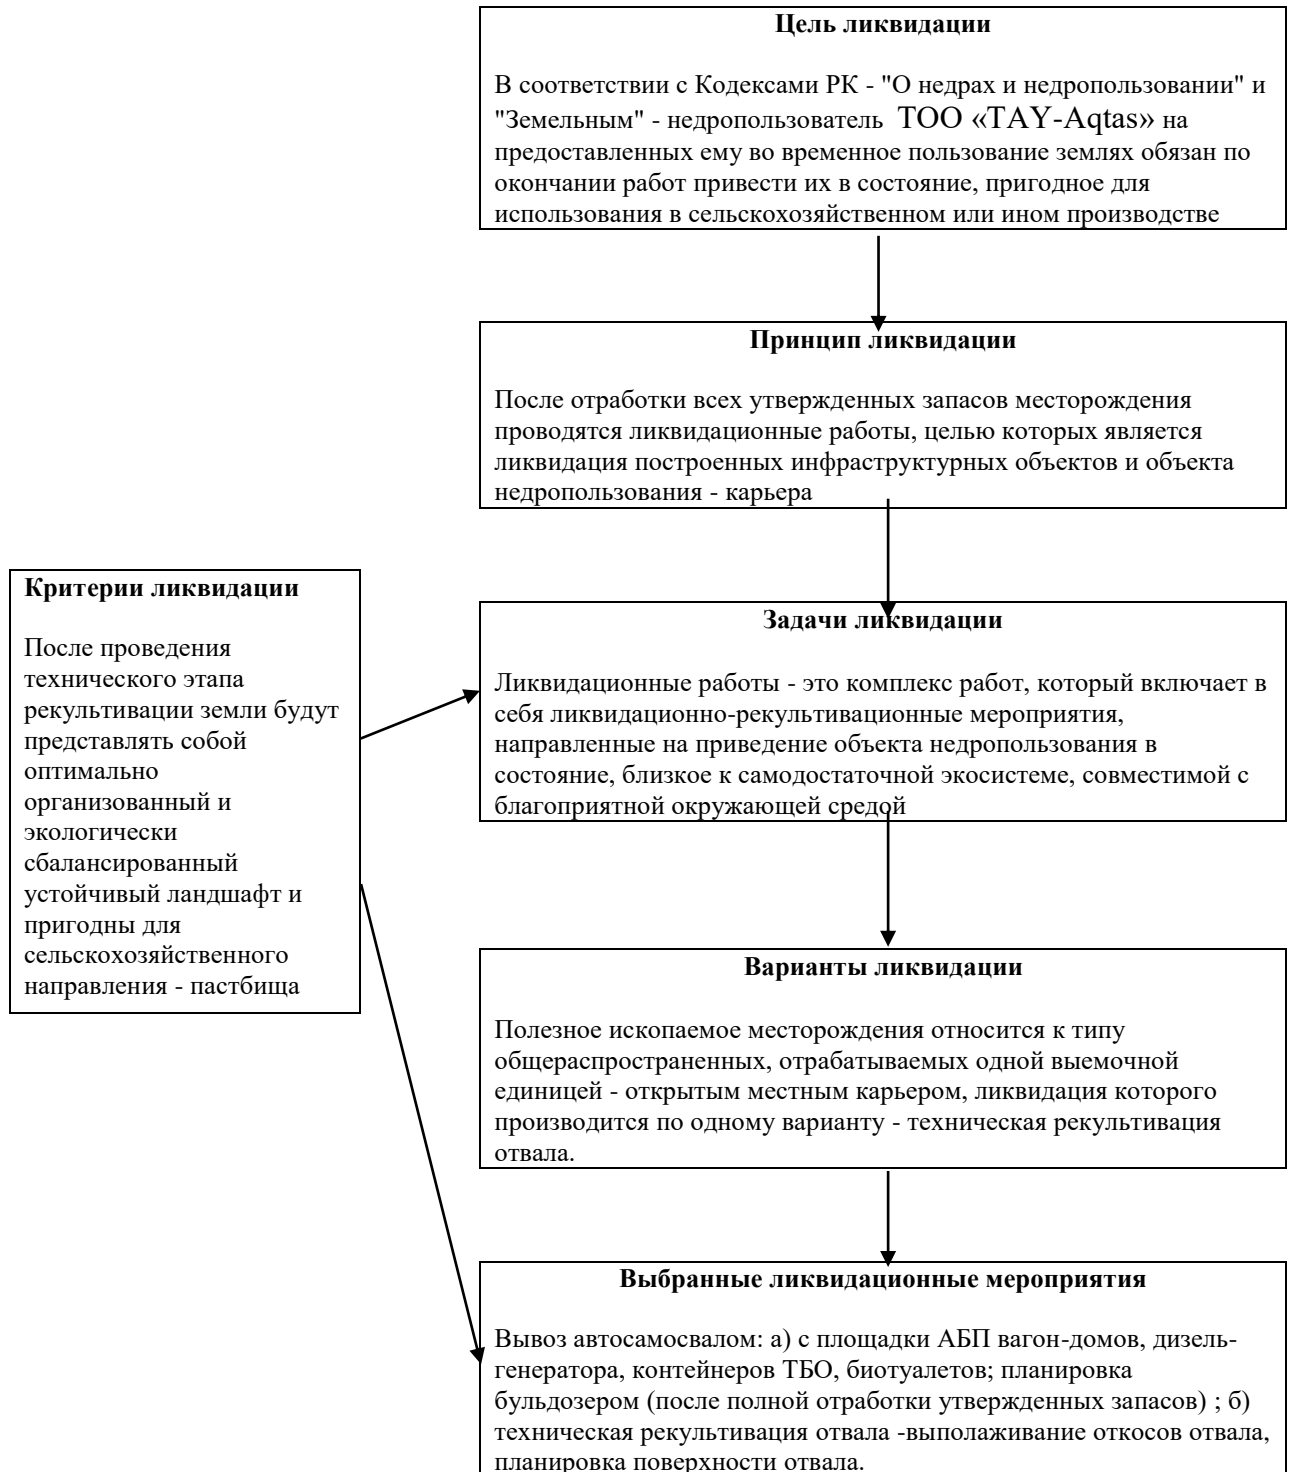 Цель ликвидации
В соответствии с Кодексами РК - "О недрах и недропользовании" и
"Земельным" - недропользователь ТОО «TAY-Aqtas» на
предоставленных ему во временное пользование землях обязан по
окончании работ привести их в состояние, пригодное для
использования в сельскохозяйственном или ином производстве
Принцип ликвидации
После отработки всех утвержденных запасов месторождения
проводятся ликвидационные работы, целью которых является
ликвидация построенных инфраструктурных объектов и объекта
недропользования - карьера
Критерии ликвидации
После проведения
технического этапа
рекультивации земли будут
представлять собой
оптимально
организованный и
экологически
сбалансированный
устойчивый ландшафт и
пригодны для
сельскохозяйственного
направления - пастбища
Задачи ликвидации
Ликвидационные работы - это комплекс работ, который включает в
себя ликвидационно-рекультивационные мероприятия,
направленные на приведение объекта недропользования в
состояние, близкое к самодостаточной экосистеме, совместимой с
благоприятной окружающей средой
Варианты ликвидации
Полезное ископаемое месторождения относится к типу
общераспространенных, отрабатываемых одной выемочной
единицей - открытым местным карьером, ликвидация которого
производится по одному варианту - техническая рекультивация
отвала.
Выбранные ликвидационные мероприятия
Вывоз автосамосвалом: а) с площадки АБП вагон-домов, дизель-
генератора, контейнеров ТБО, биотуалетов; планировка
бульдозером (после полной отработки утвержденных запасов) ; б)
техническая рекультивация отвала -выполаживание откосов отвала,
планировка поверхности отвала.